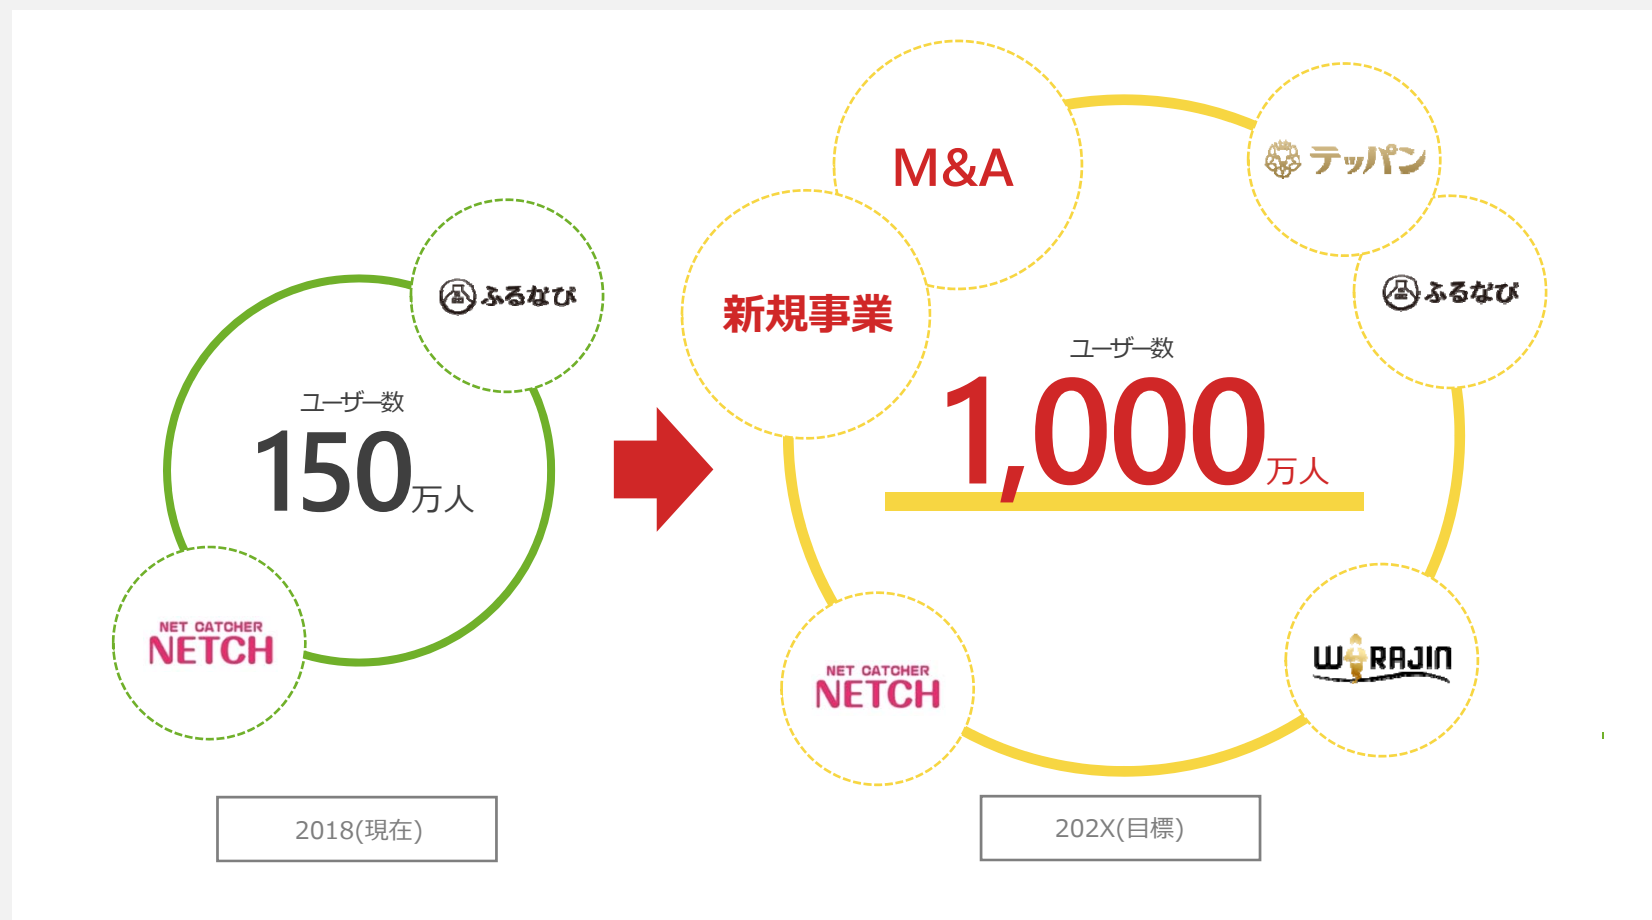 ふるなび
ユーザー数
150万人
NET CATCHER
NETCH
2018(現在)
M&A
テッパン
新規事業
ふるなび
ユーザー数
1,000万人
NET CATCHER
NETCH
WARAJIN
202X(目標)